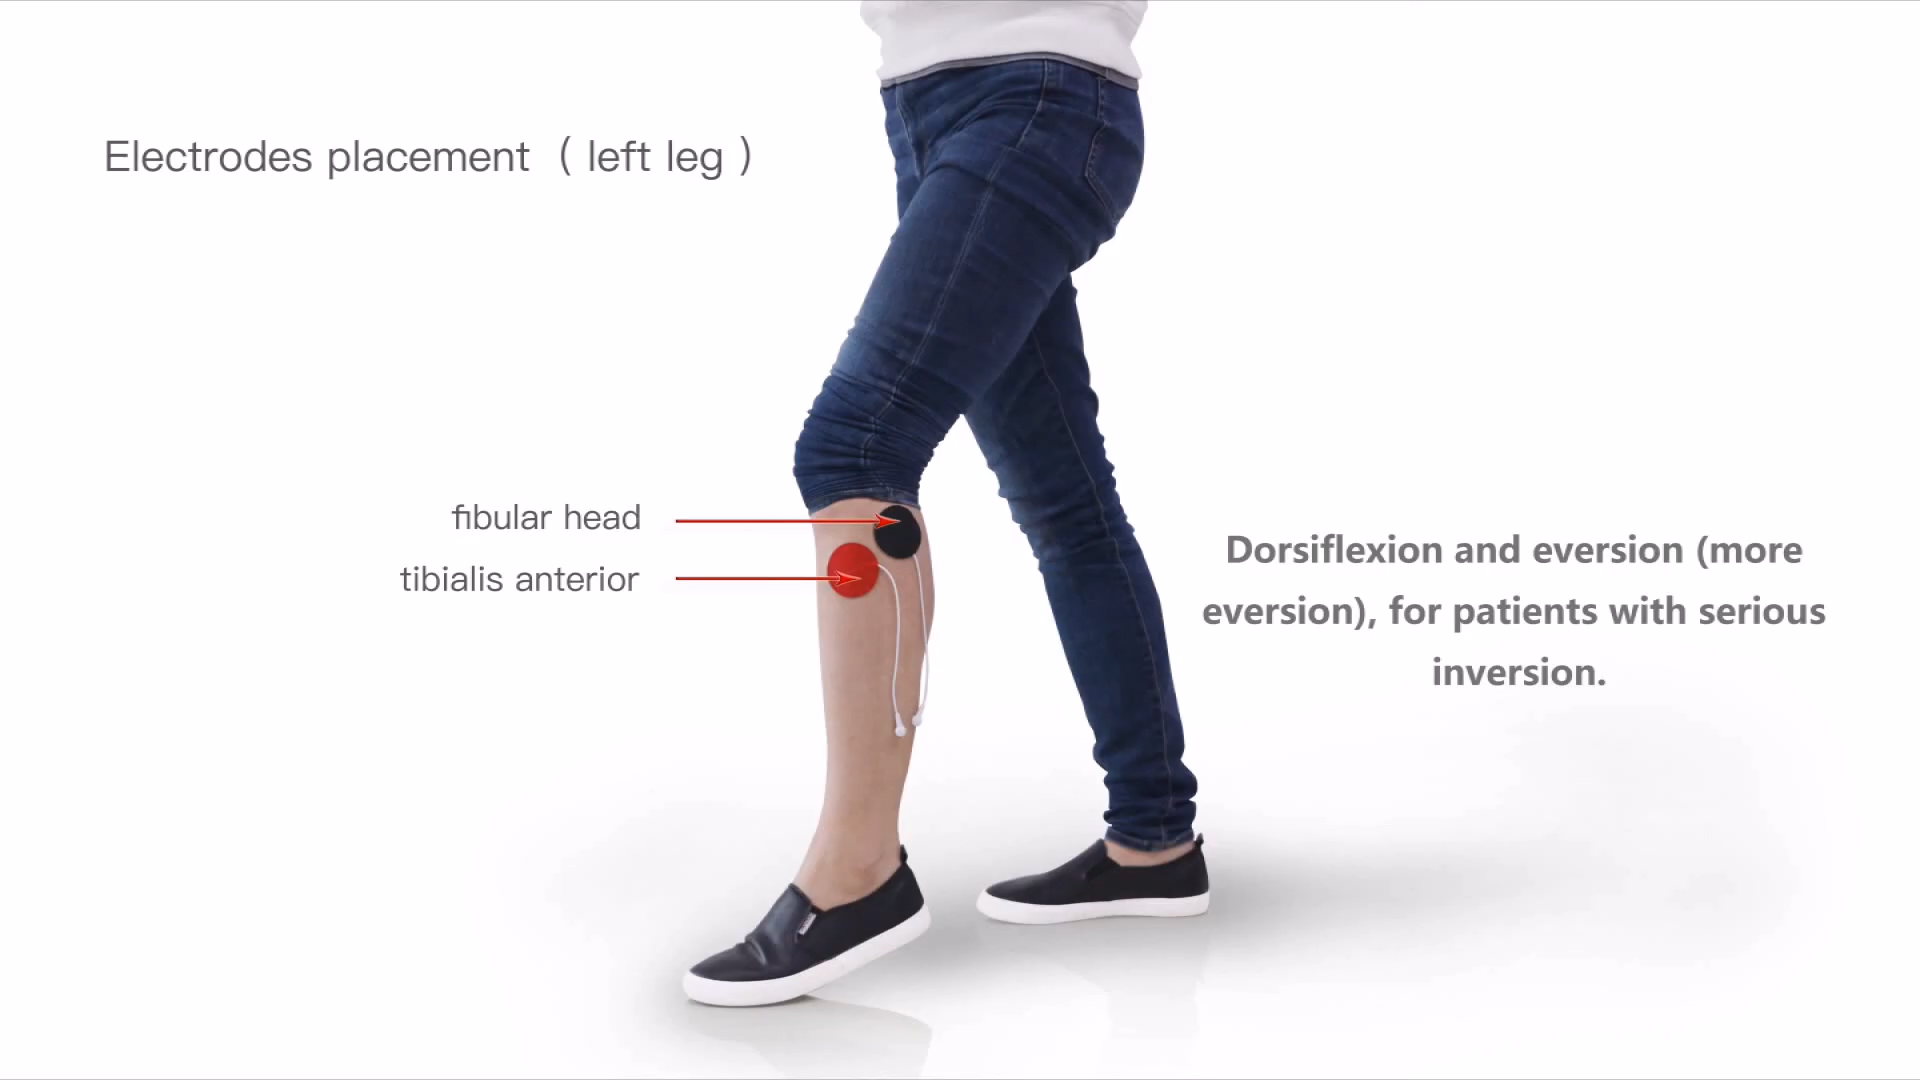 Electrodes placement ( left leg )
fibular head
tibialis anterior
Dorsiflexion and eversion (more
eversion), for patients with serious
inversion.